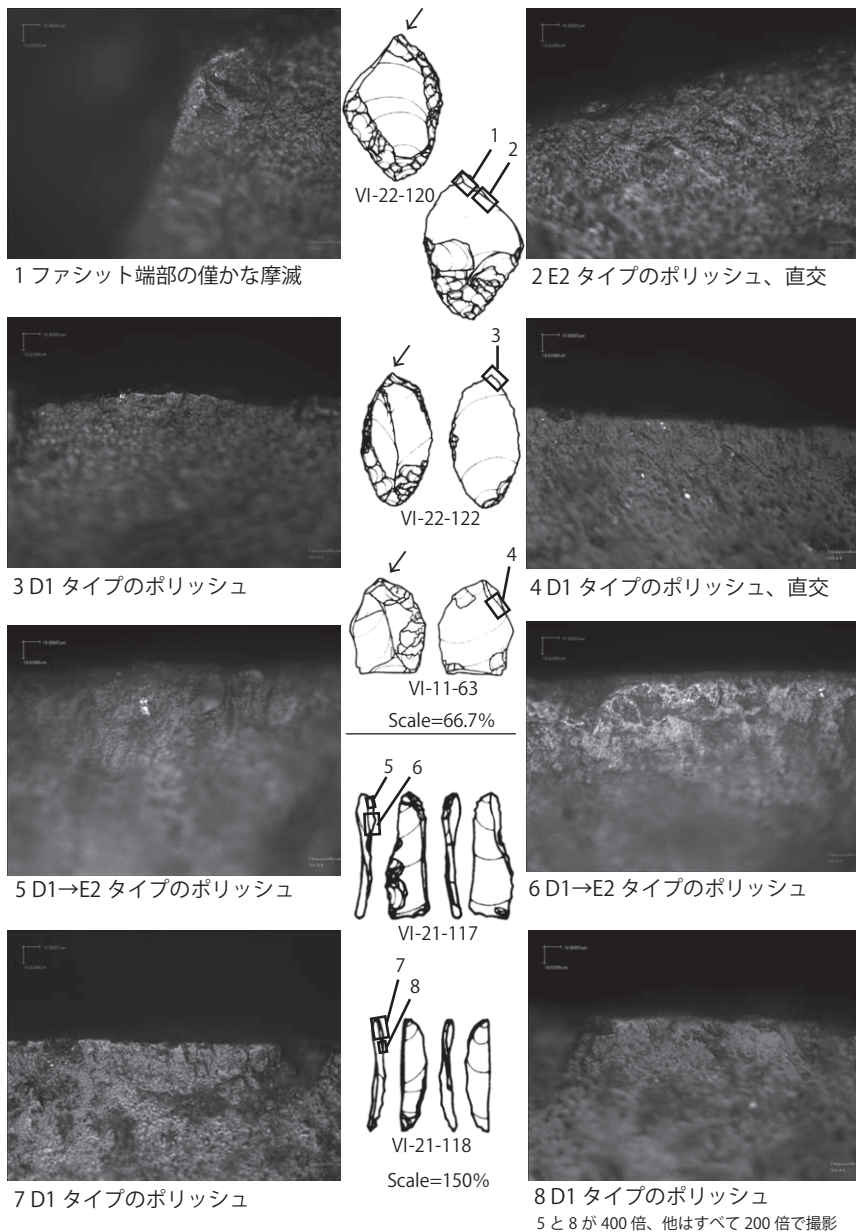 1
2
VI-22-120
1 ファシット端部の僅かな摩滅
2 E2 タイプのポリッシュ、直交
3
VI-22-122
3 D1 タイプのポリッシュ
4 D1 タイプのポリッシュ、直交
4
VI-11-63
Scale=66.7%
5
6
VI-21-117
5 D1→E2 タイプのポリッシュ
6 D1→E2 タイプのポリッシュ
7
8
VI-21-118
Scale=150%
7 D1 タイプのポリッシュ
8 D1 タイプのポリッシュ
5 と 8 が 400 倍、他はすべて 200 倍で撮影